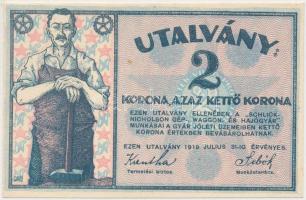 UTALVÁNY:
2
KORONA, AZAZ KETTŐ KORONA
EZEN UTALVÁNY ELLENÉBEN A "SCHLICK-
NICHOLSON GÉP-, WAGGON- ÉS HAJÓGYÁR"
MUNKÁSAI A GYÁR JÓLÉTI ÜZEMEIBEN KETTŐ
KORONA ÉRTÉKBEN BEVÁSÁROLHATNAK.
EZEN UTALVÁNY 1919 JULIUS 31-IG ÉRVÉNYES.
Termelési biztos. Munkástanács.